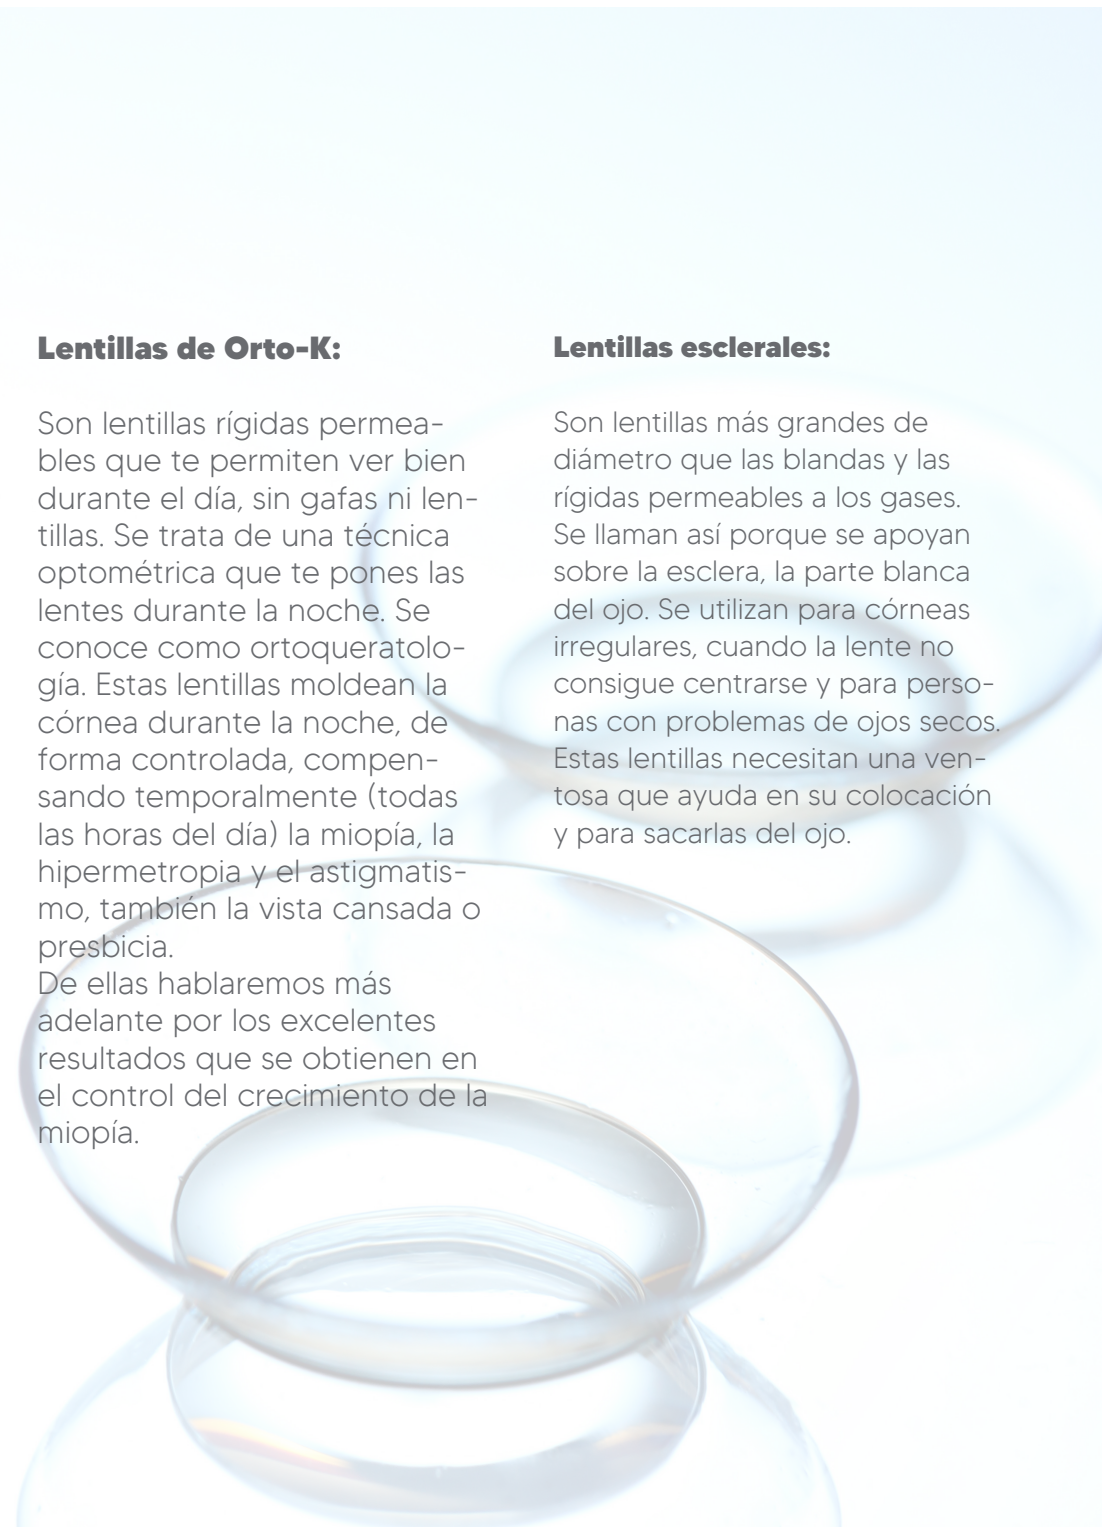 Lentillas de Orto-K:
Son lentillas rígidas permea-
bles que te permiten ver bien
durante el día, sin gafas ni len-
tillas. Se trata de una técnica
optométrica que te pones las
lentes durante la noche. Se
conoce como ortoqueratolo-
gía. Estas lentillas moldean la
córnea durante la noche, de
forma controlada, compen-
sando temporalmente (todas
las horas del día) la miopía, la
hipermetropia y el astigmatis-
mo, también la vista cansada o
presbicia.
De ellas hablaremos más
adelante por los excelentes
resultados que se obtienen en
el control del crecimiento de la
miopía.
Lentillas esclerales:
Son lentillas más grandes de
diámetro que las blandas y las
rígidas permeables a los gases.
Se llaman así porque se apoyan
sobre la esclera, la parte blanca
del ojo. Se utilizan para córneas
irregulares, cuando la lente no
consigue centrarse y para perso-
nas con problemas de ojos secos.
Estas lentillas necesitan una ven-
tosa que ayuda en su colocación
y para sacarlas del ojo.